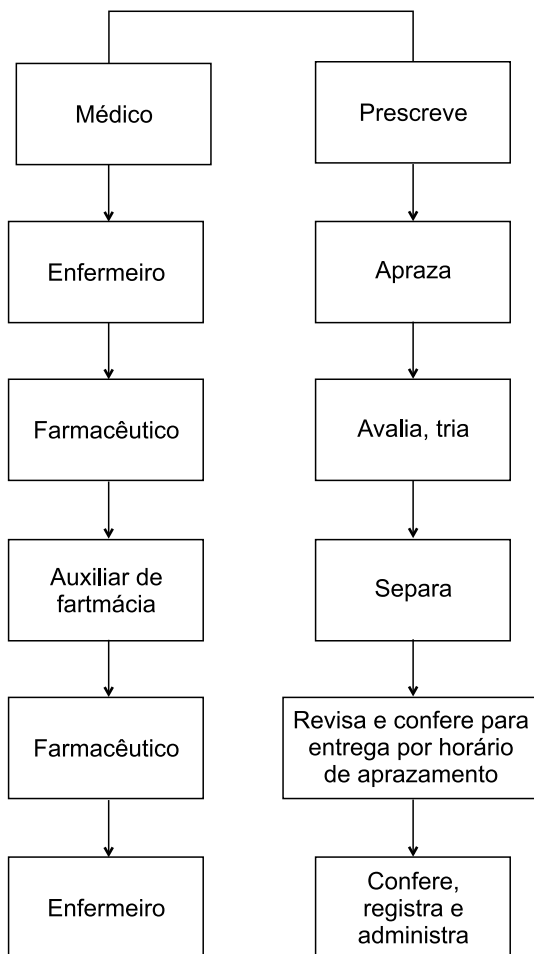 Médico
Prescreve
Enfermeiro
Apraza
Farmacêutico
Avalia, tria
Auxiliar de
fartmácia
Separa
Farmacêutico
Revisa e confere para
entrega por horário
de aprazamento
Enfermeiro
Confere,
registra e
administra